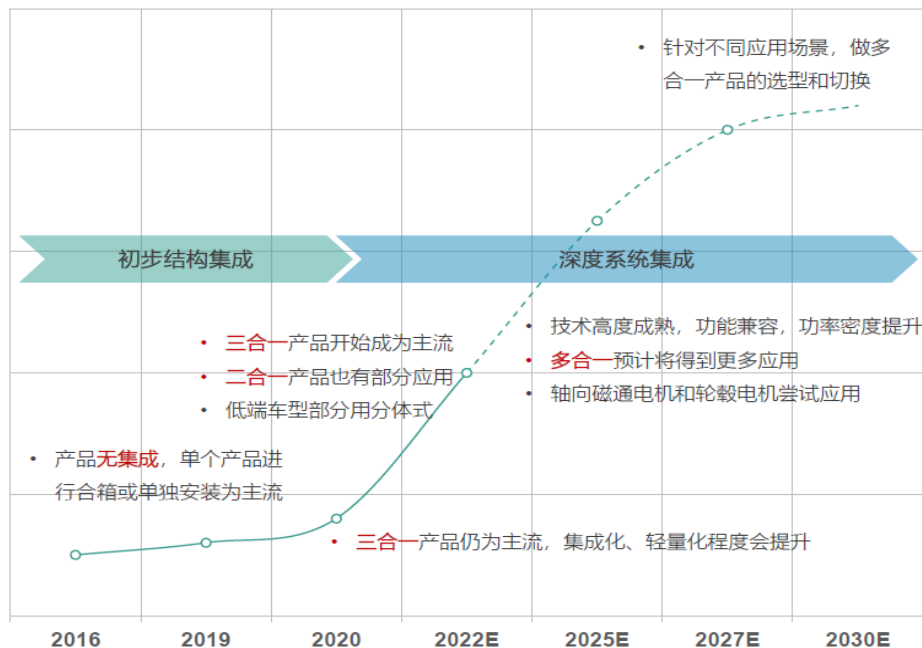 • 针对不同应用场景，做多
合一产品的选型和切换
初步结构集成
深度系统集成
• 三合一产品开始成为主流
• 二合一产品也有部分应用
• 低端车型部分用分体式
• 技术高度成熟，功能兼容，功率密度提升
• 多合一预计将得到更多应用
• 轴向磁通电机和轮毂电机尝试应用
• 产品无集成，单个产品进
行合箱或单独安装为主流
• 三合一产品仍为主流，集成化、轻量化程度会提升
2016 2019 2020 2022E 2025E 2027E 2030E